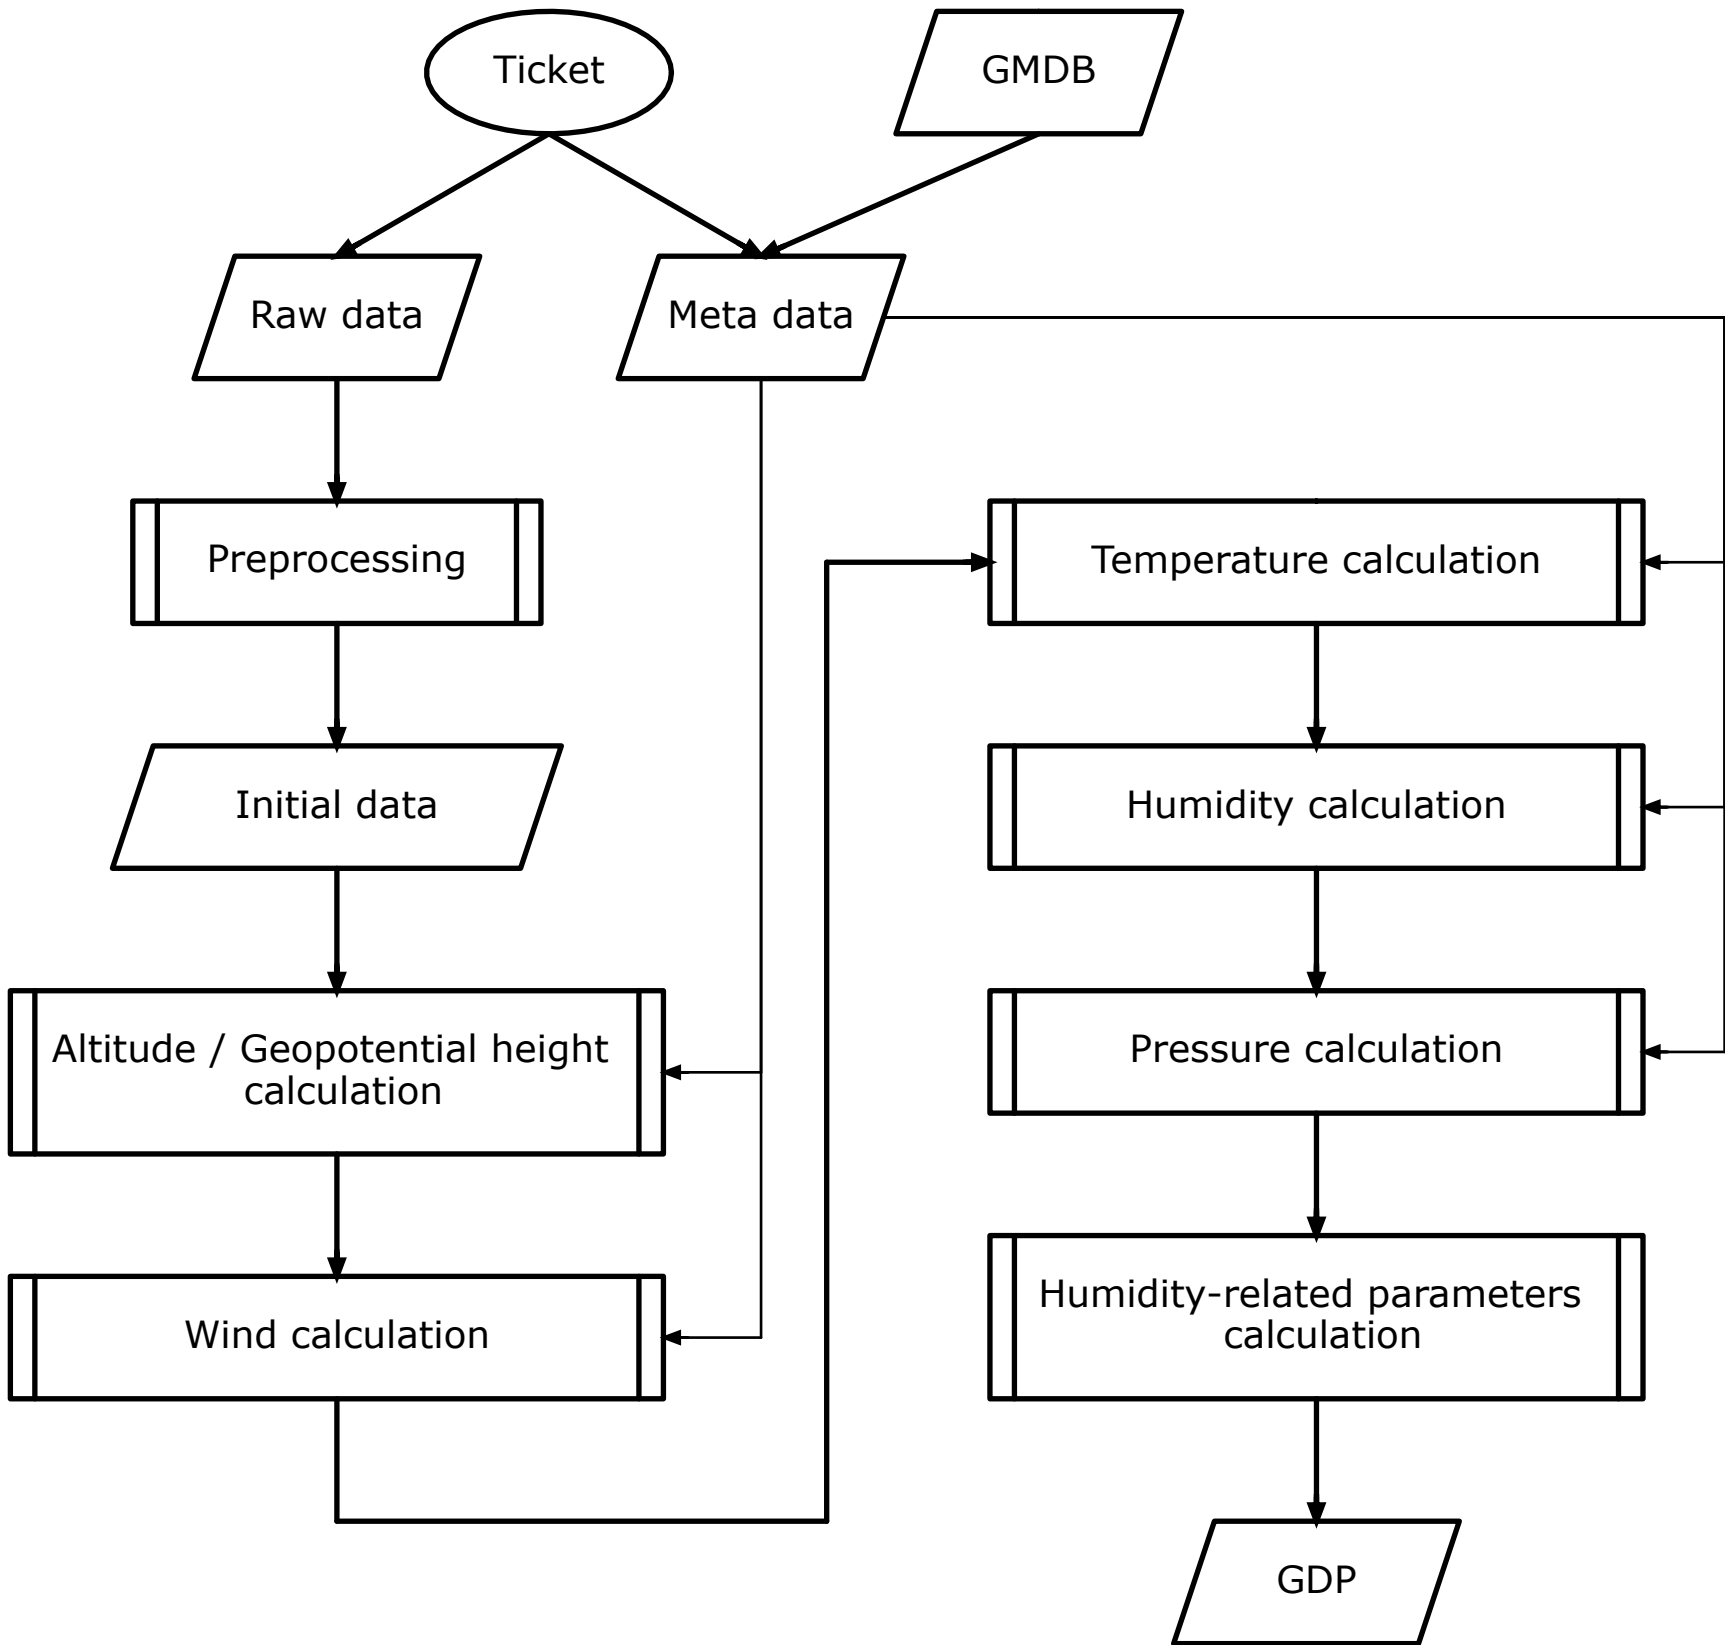 Ticket
GMDB
Raw data
Meta data
Preprocessing
Temperature calculation
Initial data
Humidity calculation
Altitude / Geopotential height
calculation
Pressure calculation
Wind calculation
Humidity-related parameters
calculation
GDP